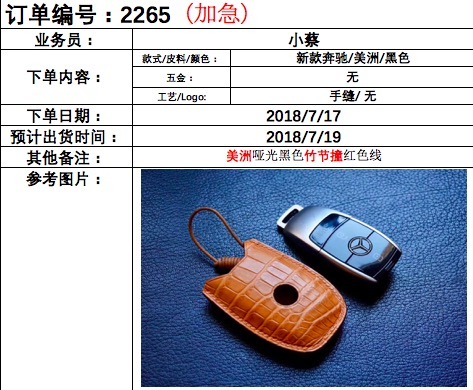 订单编号：2265 (加急)
业务员： 小蔡
下单内容： 款式/皮料/颜色： 新款奔驰/美洲/黑色
五金： 无
工艺/Logo: 手缝/ 无
下单日期： 2018/7/17
预计出货时间： 2018/7/19
其他备注： 美洲哑光黑色竹节撞红色线
参考图片：